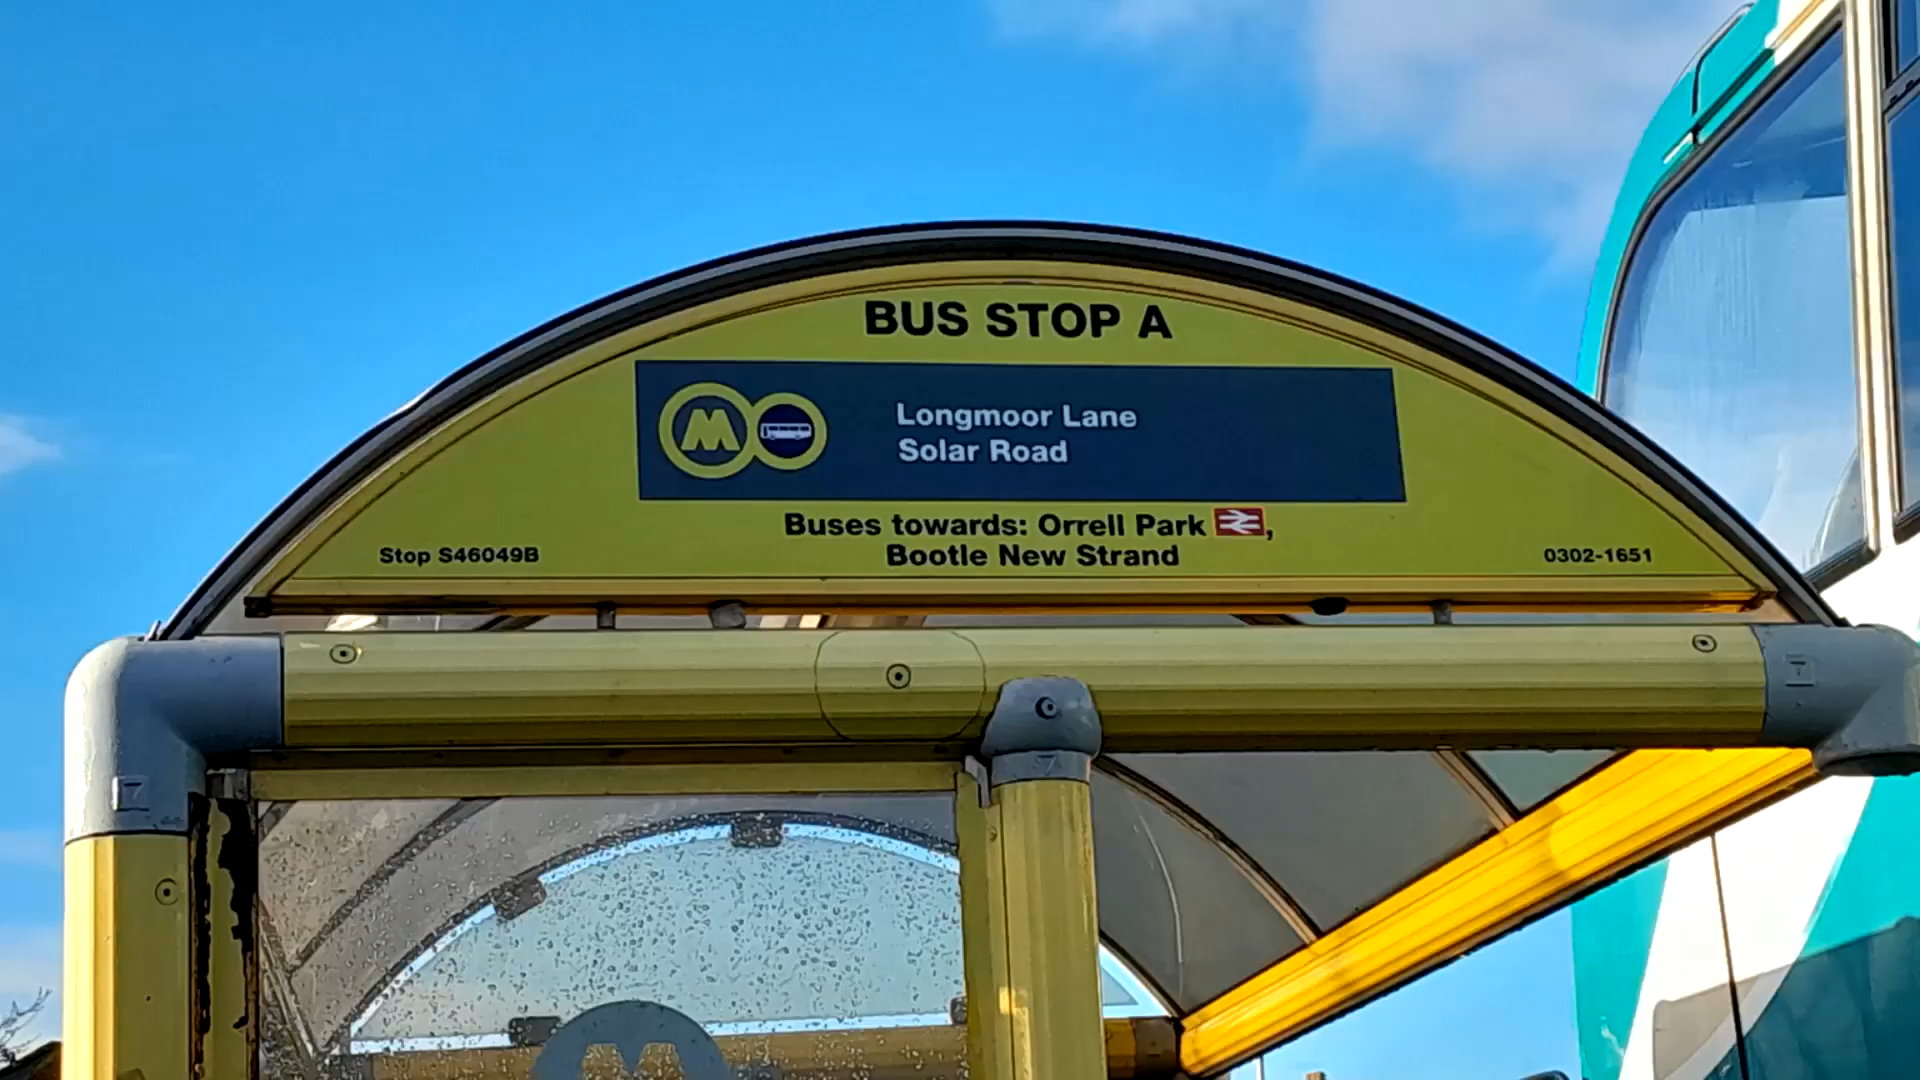 BUS STOP A
M
Longmoor Lane
Solar Road
Buses towards: Orrell Park,
Bootle New Strand
Stop S46049B
0302-1651
M